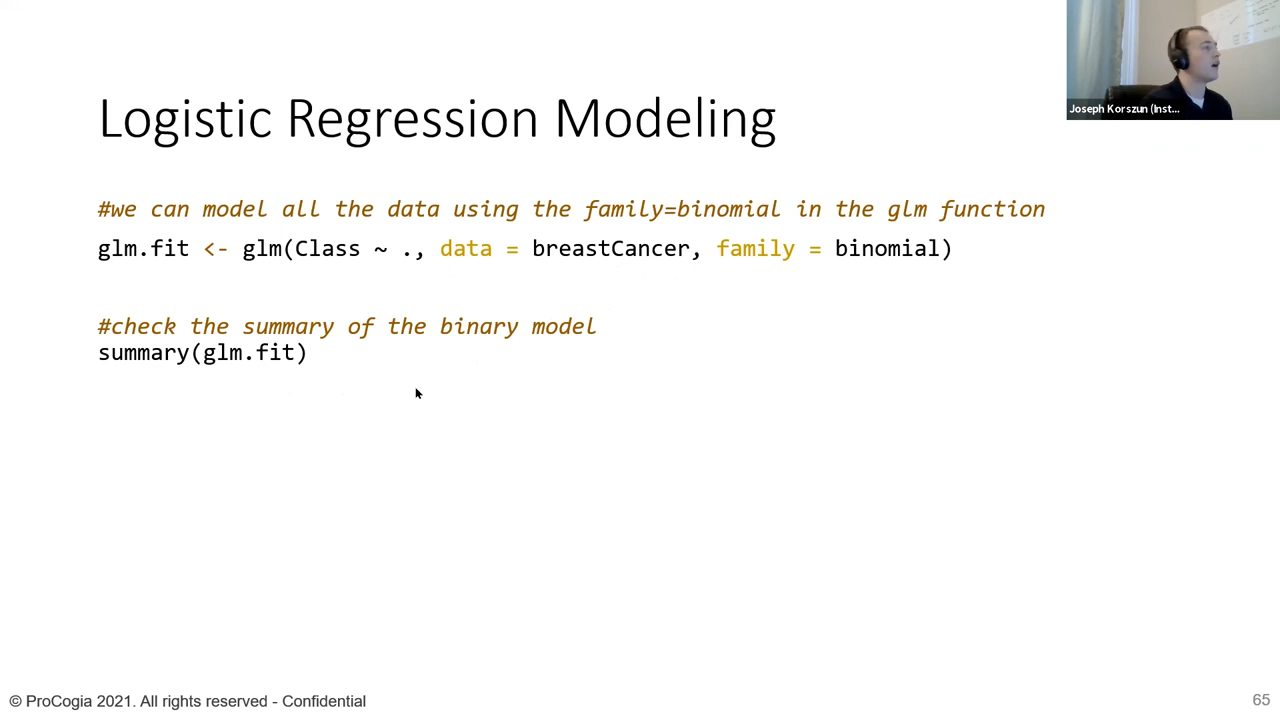 Joseph Korszun (Inst...
Logistic Regression Modeling
#we can model all the data using the family=binomial in the glm function
glm.fit <- glm(Class ~ ., data = breastCancer, family = binomial)
#check the summary of the binary model
summary(glm.fit)
© ProCogia 2021. All rights reserved - Confidential
65